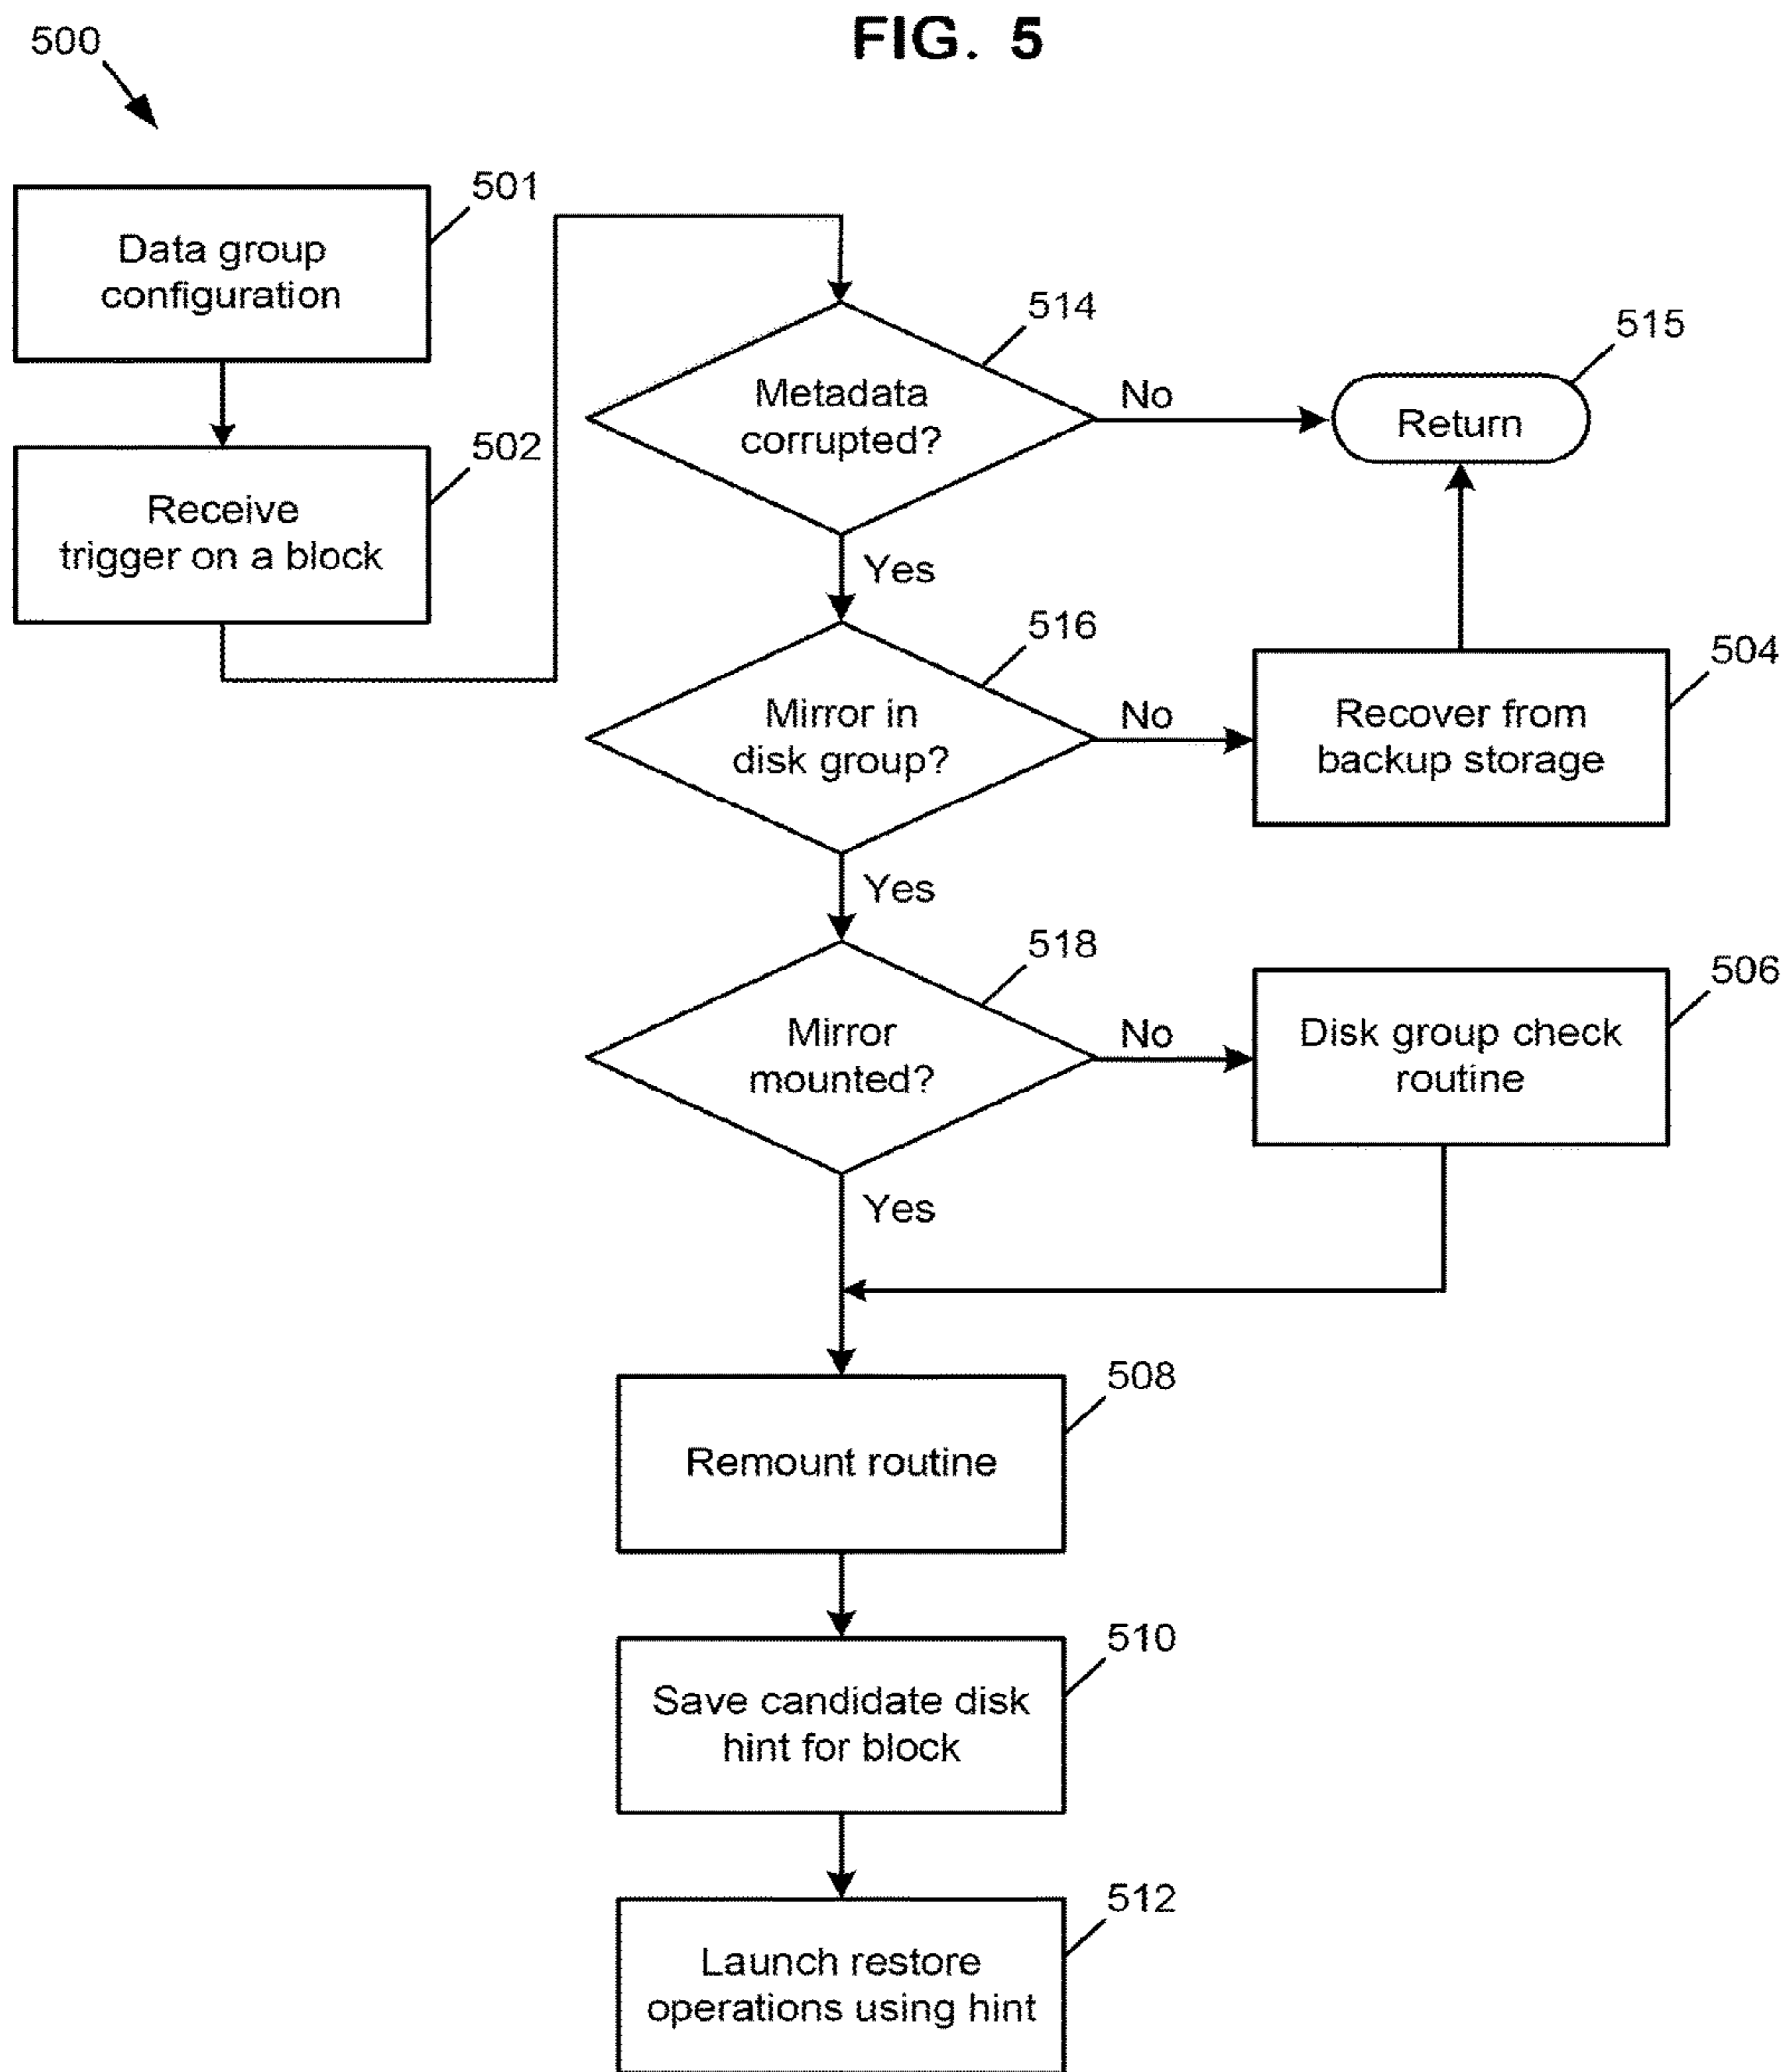 FIG. 5
500
501
Data group
configuration
502
Receive
trigger on a block
514
Metadata
corrupted?
No
515
Return
Yes
516
Mirror in
disk group?
No
504
Recover from
backup storage
Yes
518
Mirror
mounted?
No
506
Disk group check
routine
Yes
508
Remount routine
510
Save candidate disk
hint for block
512
Launch restore
operations using hint